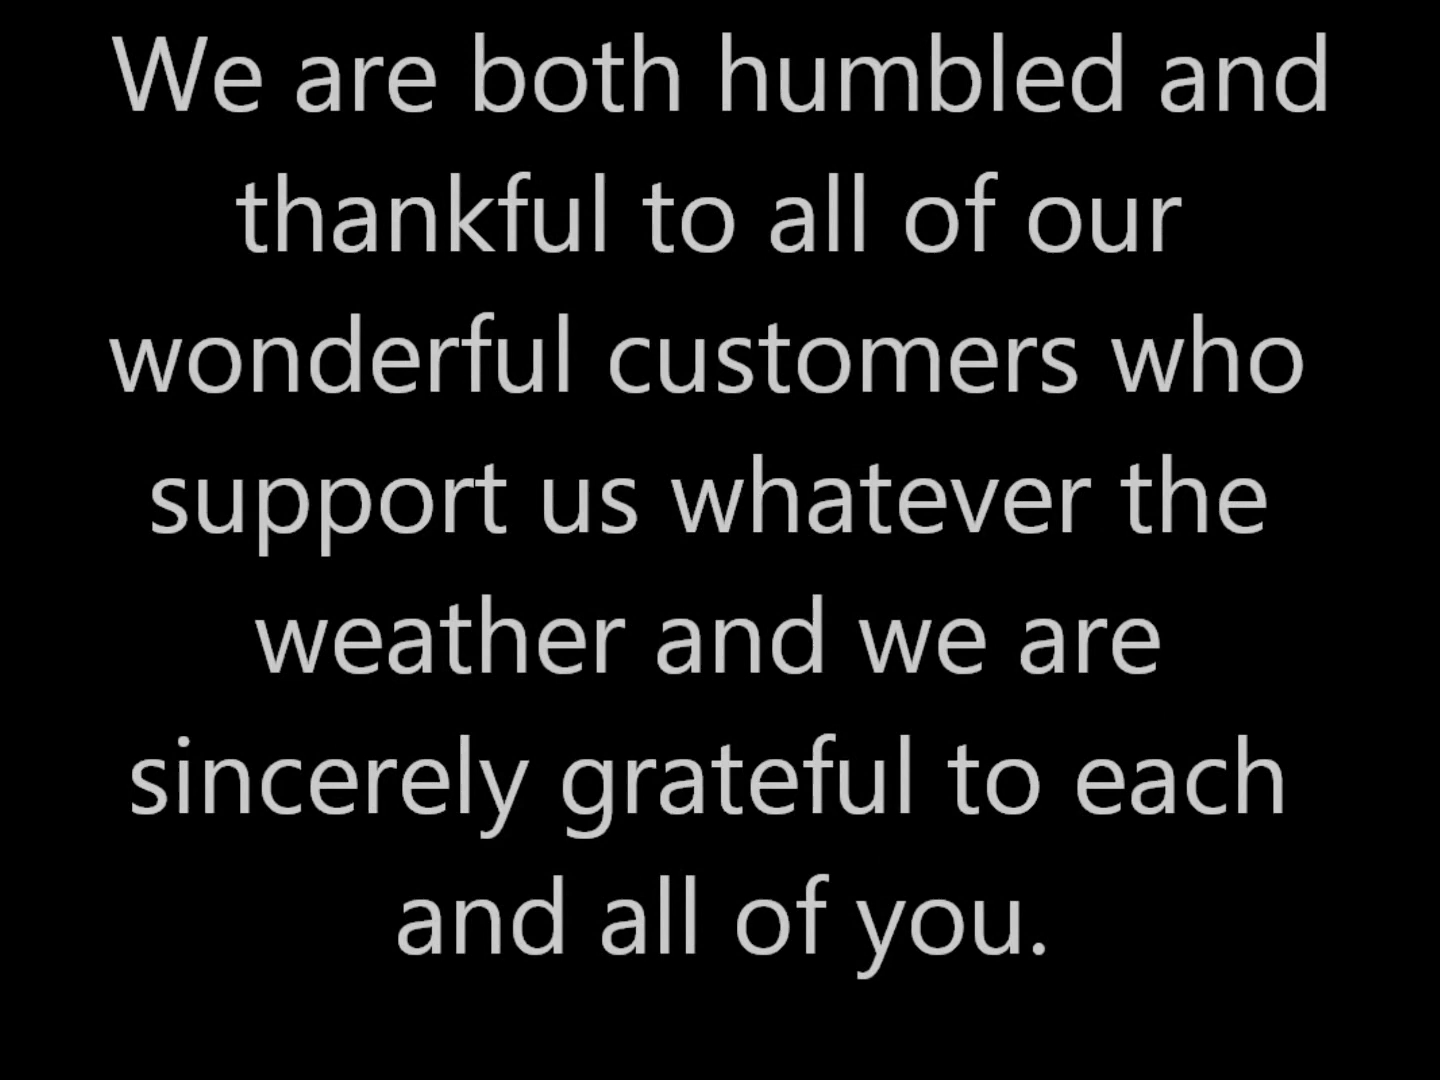 We are both humbled and
thankful to all of our
wonderful customers who
support us whatever the
weather and we are
sincerely grateful to each
and all of you.